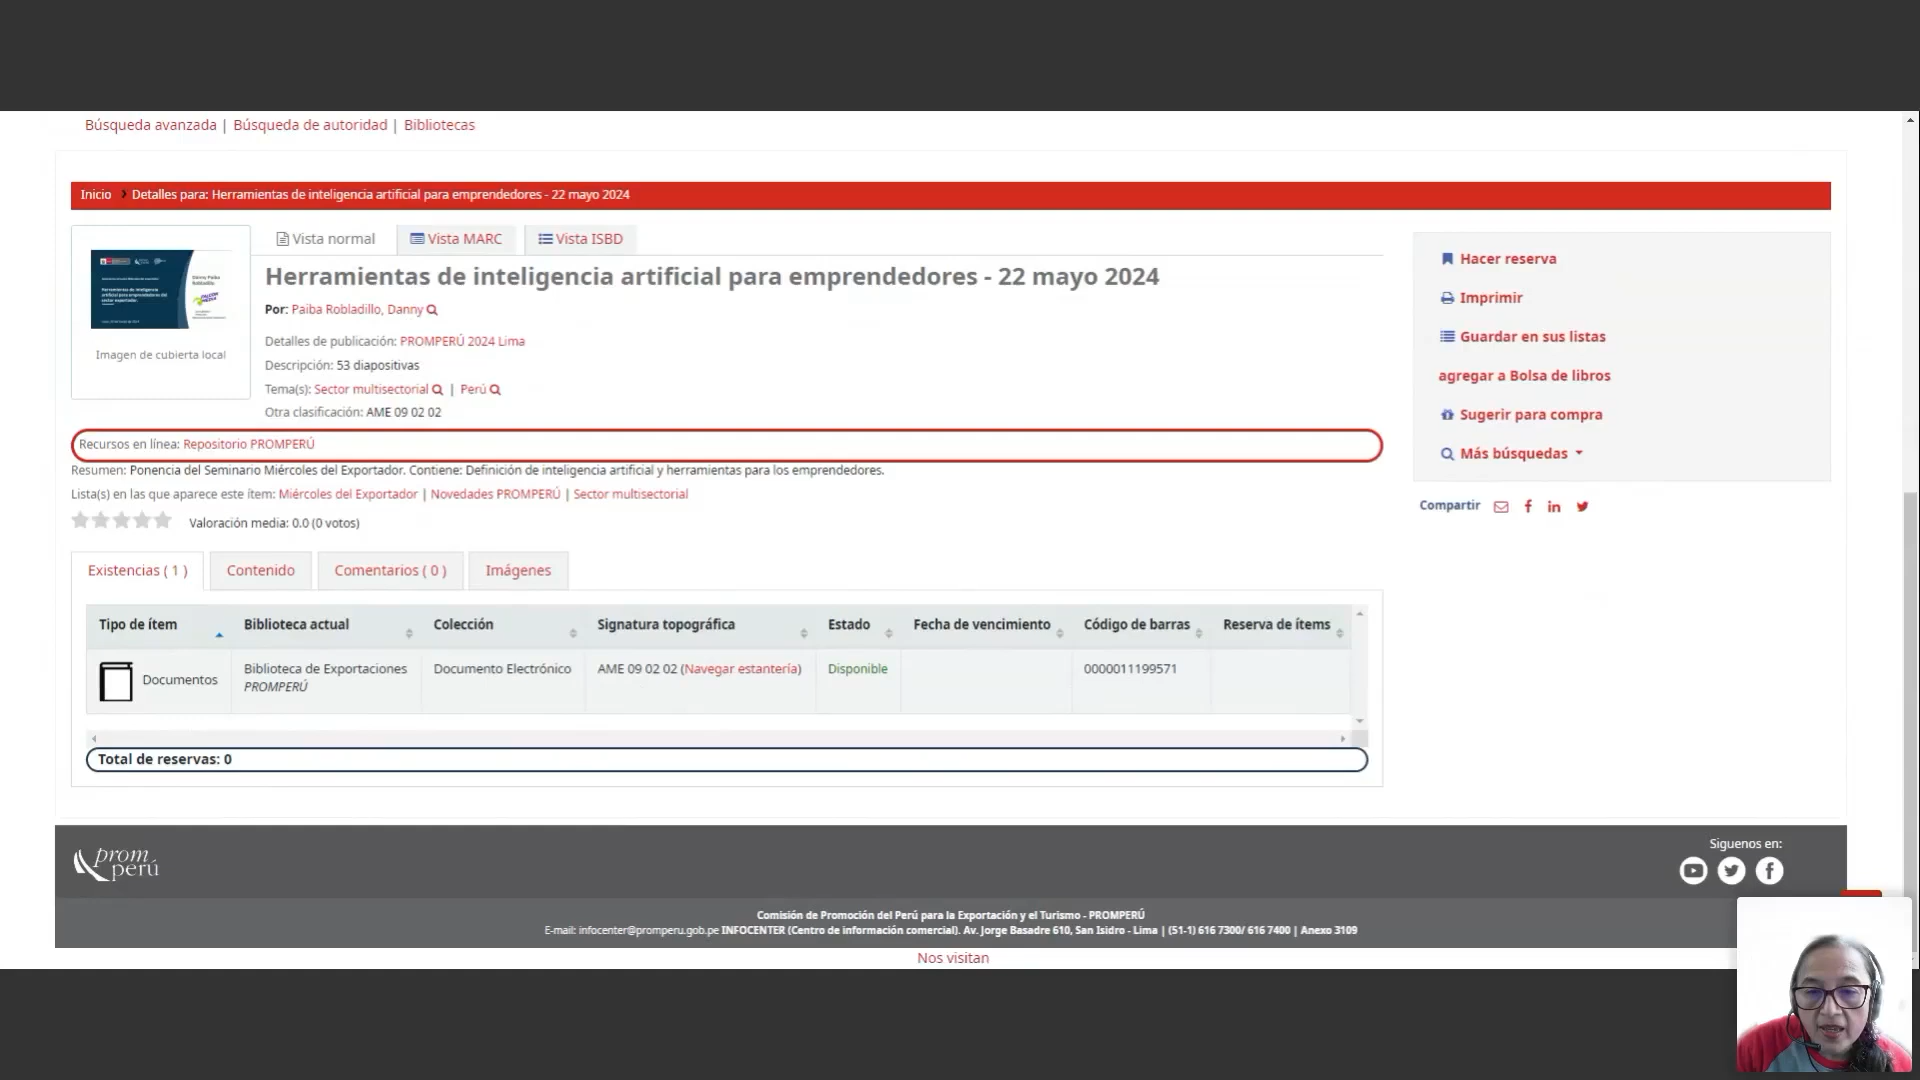 Búsqueda avanzada | Búsqueda de autoridad | Bibliotecas
Inicio › Detalles para: Herramientas de inteligencia artificial para emprendedores - 22 mayo 2024
Vista normal Vista MARC Vista ISBD
Herramientas de inteligencia artificial para emprendedores - 22 mayo 2024
Por: Paiba Robladillo, Danny
Detalles de publicación: PROMPERÚ 2024 Lima
Descripción: 53 diapositivas
Tema(s): Sector multisectorial | Perú
Otra clasificación: AME 09 02 02
Imagen de cubierta local
Recursos en línea: Repositorio PROMPERÚ
Resumen: Ponencia del Seminario Miércoles del Exportador. Contiene: Definición de inteligencia artificial y herramientas para los emprendedores.
Lista(s) en las que aparece este ítem: Miércoles del Exportador | Novedades PROMPERÚ | Sector multisectorial
Valoración media: 0.0 (0 votos)
Hacer reserva
Imprimir
Guardar en sus listas
agregar a Bolsa de libros
Sugerir para compra
Más búsquedas
Compartir
Existencias ( 1 ) Contenido Comentarios ( 0 ) Imágenes
Tipo de ítem Biblioteca actual Colección Signatura topográfica Estado Fecha de vencimiento Código de barras Reserva de ítems
Documentos Biblioteca de Exportaciones Documento Electrónico AME 09 02 02 (Navegar estantería) Disponible 0000011199571
PROMPERÚ
Total de reservas: 0
prom
perú
Siguenos en:
Comisión de Promoción del Perú para la Exportación y el Turismo - PROMPERÚ
E-mail: infocenter@promperu.gob.pe INFOCENTER (Centro de información comercial). Av. Jorge Basadre 610, San Isidro - Lima | (51-1) 616 7300/ 616 7400 | Anexo 3109
Nos visitan